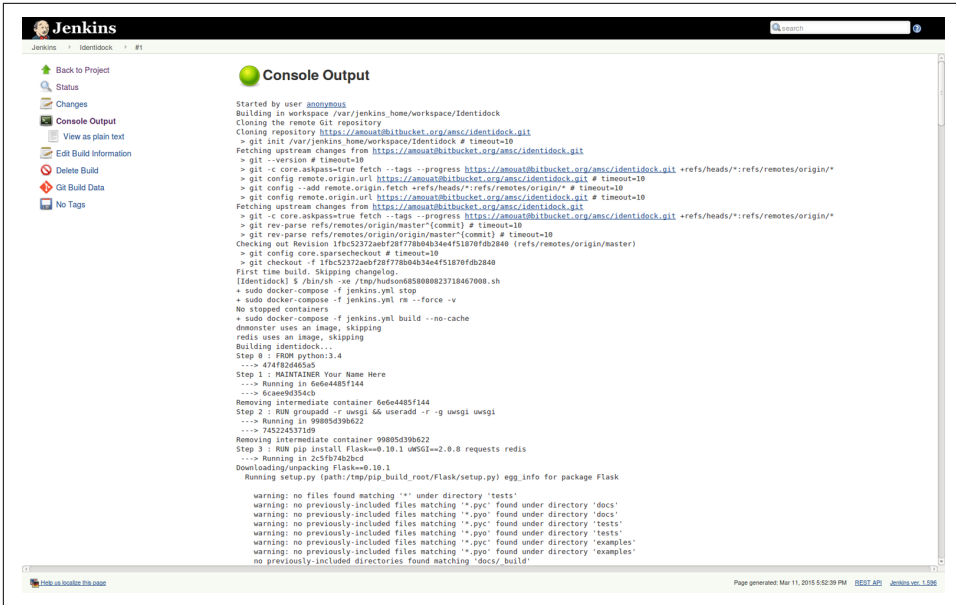 Jenkins
search
Jenkins
Identidock
#1
Back to Project
Status
Changes
Console Output
View as plain text
Edit Build Information
Delete Build
Git Build Data
No Tags
Console Output
Started by user anonymous
Building in workspace /var/jenkins_home/workspace/Identidock
Cloning the remote Git repository
Cloning repository https://amouat@bitbucket.org/amsc/identidock.git
> git init /var/jenkins_home/workspace/Identidock # timeout=10
Fetching upstream changes from https://amouat@bitbucket.org/amsc/identidock.git
> git --version # timeout=10
> git -c core.askpass=true fetch --tags --progress https://amouat@bitbucket.org/amsc/identidock.git +refs/heads/*:refs/remotes/origin/*
> git config remote.origin.url https://amouat@bitbucket.org/amsc/identidock.git # timeout=10
> git config --add remote.origin.fetch +refs/heads/*:refs/remotes/origin/* # timeout=10
> git config remote.origin.url https://amouat@bitbucket.org/amsc/identidock.git # timeout=10
Fetching upstream changes from https://amouat@bitbucket.org/amsc/identidock.git
> git -c core.askpass=true fetch --tags --progress https://amouat@bitbucket.org/amsc/identidock.git +refs/heads/*:refs/remotes/origin/*
> git rev-parse refs/remotes/origin/master^{commit} # timeout=10
> git rev-parse refs/remotes/origin/origin/master^{commit} # timeout=10
Checking out Revision 1fbc52372aebf28f778b04b34e4f51870fdb2840 (refs/remotes/origin/master)
> git config core.sparsecheckout # timeout=10
> git checkout -f 1fbc52372aebf28f778b04b34e4f51870fdb2840
First time build. Skipping changelog.
[Identidock] $ /bin/sh -xe /tmp/hudson6858080823718467008.sh
+ sudo docker-compose -f jenkins.yml stop
+ sudo docker-compose -f jenkins.yml rm --force -v
No stopped containers
+ sudo docker-compose -f jenkins.yml build --no-cache
dnmonster uses an image, skipping
redis uses an image, skipping
Building identidock...
Step 0 : FROM python:3.4
---> 474f82d465a5
Step 1 : MAINTAINER Your Name Here
---> Running in 6e6e4485f144
---> 6caee9d354cb
Removing intermediate container 6e6e4485f144
Step 2 : RUN groupadd -r uwsgi && useradd -r -g uwsgi uwsgi
---> Running in 99805d39b622
---> 7452245371d9
Removing intermediate container 99805d39b622
Step 3 : RUN pip install Flask==0.10.1 uWSGI==2.0.8 requests redis
---> Running in 2c5fb74b2bcd
Downloading/unpacking Flask==0.10.1
Running setup.py (path:/tmp/pip_build_root/Flask/setup.py) egg_info for package Flask
warning: no files found matching '*' under directory 'tests'
warning: no previously-included files matching '*.pyc' found under directory 'docs'
warning: no previously-included files matching '*.pyo' found under directory 'docs'
warning: no previously-included files matching '*.pyc' found under directory 'tests'
warning: no previously-included files matching '*.pyo' found under directory 'tests'
warning: no previously-included files matching '*.pyc' found under directory 'examples'
warning: no previously-included files matching '*.pyo' found under directory 'examples'
no previously-included directories found matching 'docs/_build'
Help us localize this page
Page generated: Mar 11, 2015 5:52:39 PM REST API Jenkins ver. 1.596